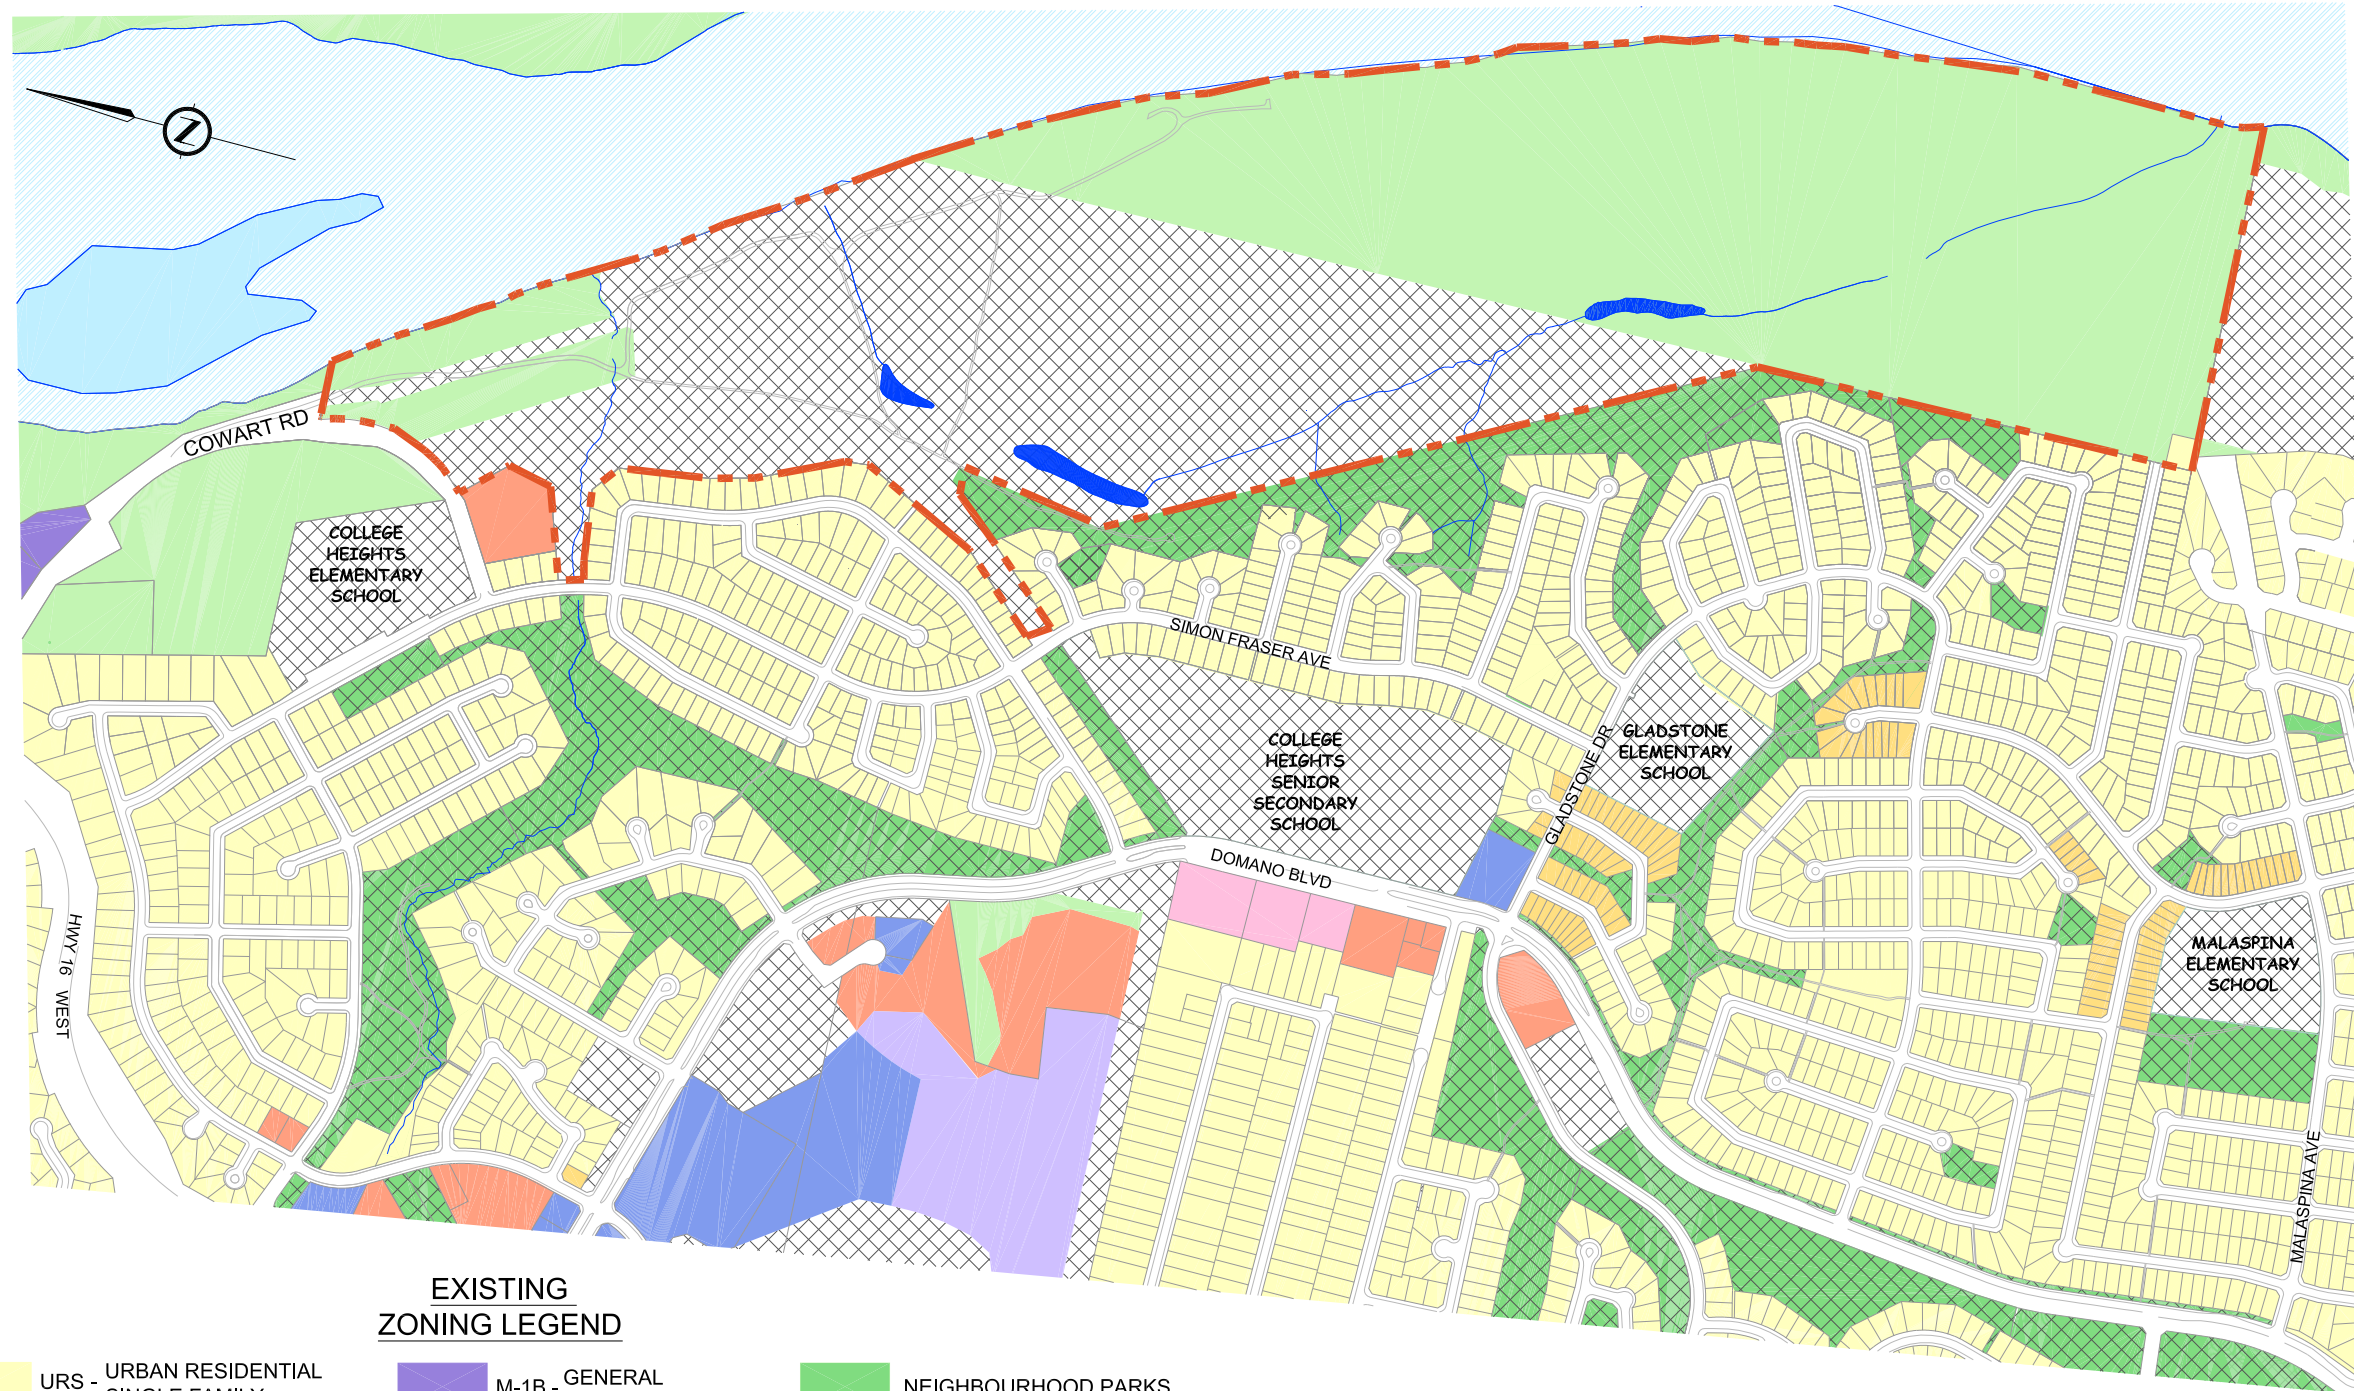 Z
COWART RD
COLLEGE
HEIGHTS
ELEMENTARY
SCHOOL
SIMON FRASER AVE
COLLEGE
HEIGHTS
SENIOR
SECONDARY
SCHOOL
GLADSTONE DR
GLADSTONE
ELEMENTARY
SCHOOL
DOMANO BLVD
HWY 16 WEST
MALASPINA
ELEMENTARY
SCHOOL
MALASPINA AVE
EXISTING
ZONING LEGEND
URS - URBAN RESIDENTIAL
SINGLE FAMILY
M-1B - GENERAL
NEIGHBOURHOOD PARKS